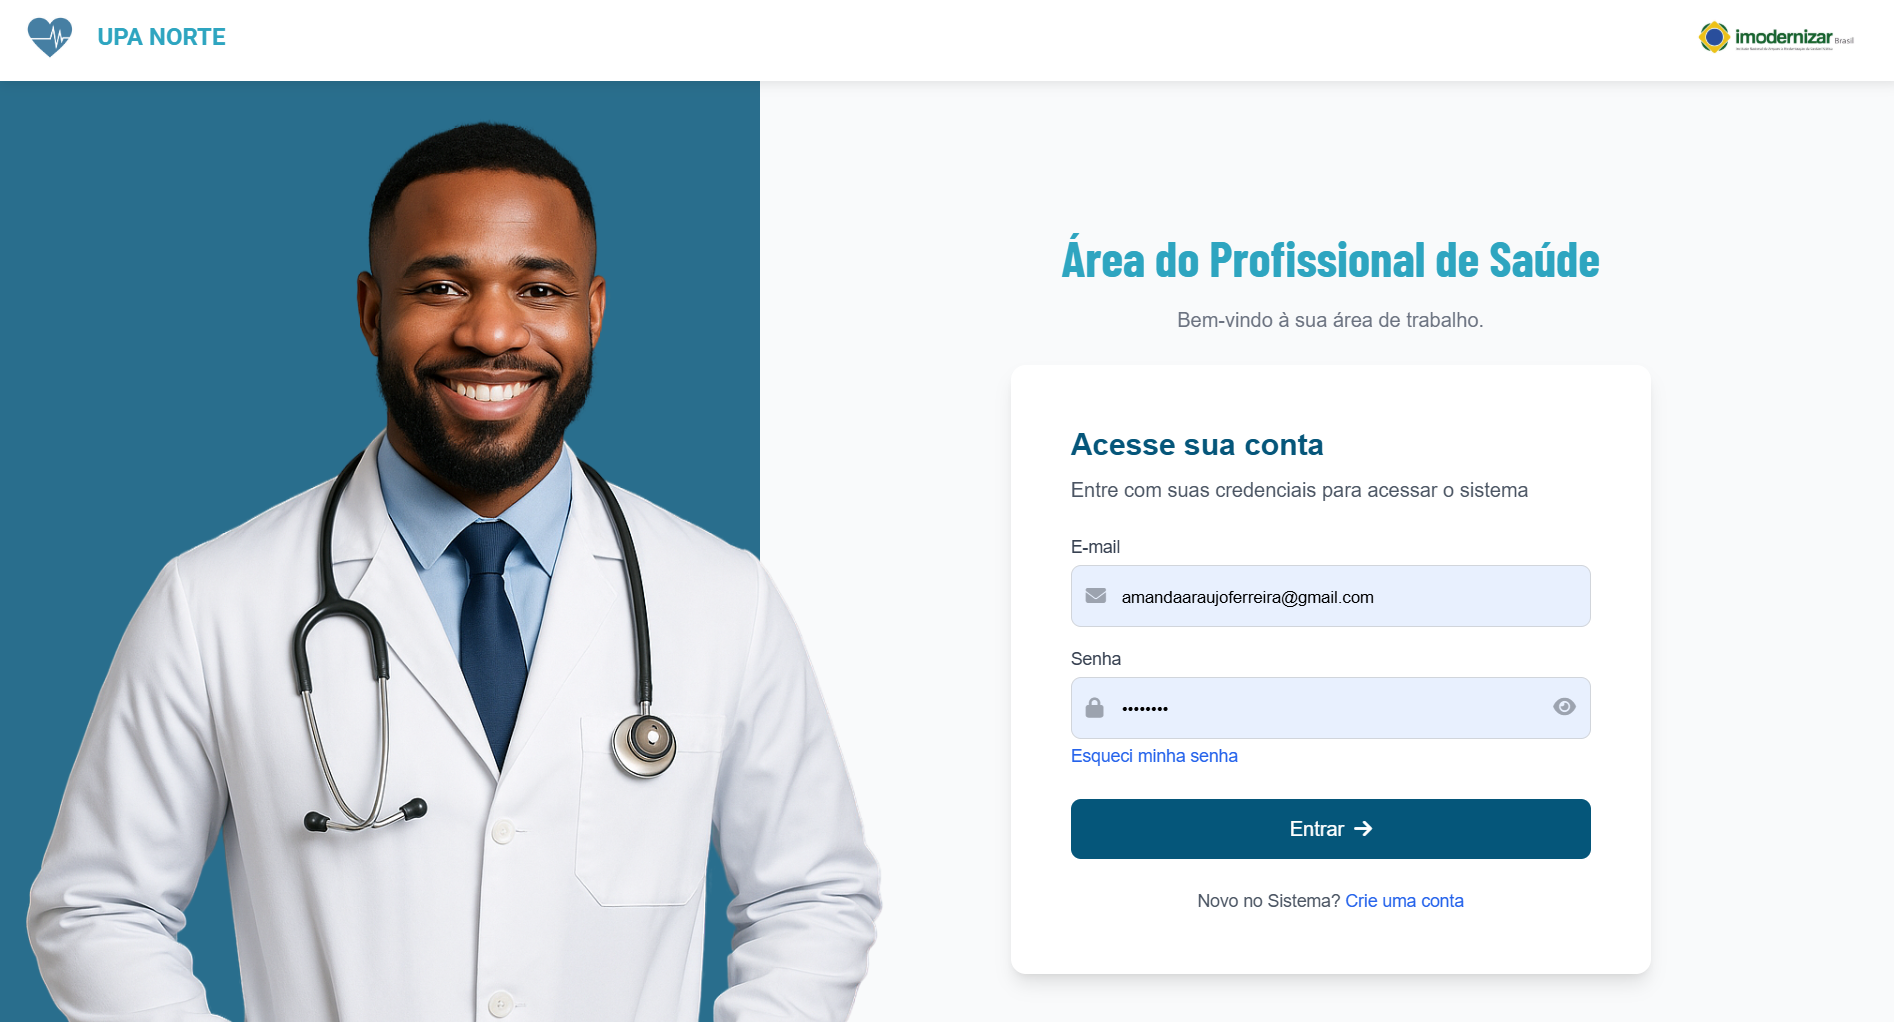 UPA NORTE
imodernizar Brasil
Área do Profissional de Saúde
Bem-vindo à sua área de trabalho.
Acesse sua conta
Entre com suas credenciais para acessar o sistema
E-mail
amandaaraujoferreira@gmail.com
Senha
••••••••
Esqueci minha senha
Entrar →
Novo no Sistema? Crie uma conta